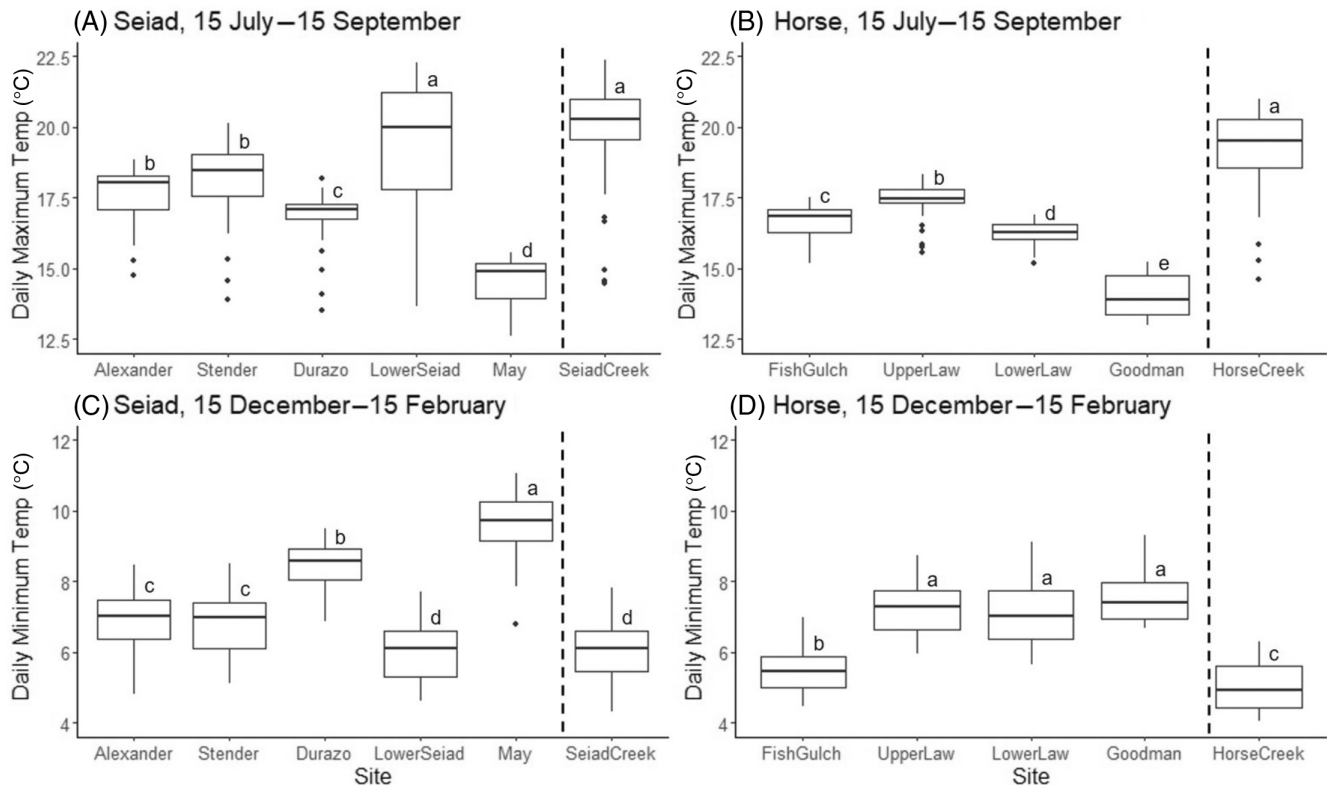 (A) Seiad, 15 July—15 September
Daily Maximum Temp (°C)
22.5
20.0
17.5
15.0
12.5
b
b
c
a
d
a
Alexander
Stender
Durazo
LowerSeiad
May
SeiadCreek
(B) Horse, 15 July—15 September
Daily Maximum Temp (°C)
22.5
20.0
17.5
15.0
12.5
c
b
d
e
a
FishGulch
UpperLaw
LowerLaw
Goodman
HorseCreek
(C) Seiad, 15 December—15 February
Daily Minimum Temp (°C)
12
10
8
6
4
c
c
b
d
a
d
Alexander
Stender
Durazo
LowerSeiad
May
SeiadCreek
Site
(D) Horse, 15 December—15 February
Daily Minimum Temp (°C)
12
10
8
6
4
b
a
a
a
c
FishGulch
UpperLaw
LowerLaw
Goodman
HorseCreek
Site